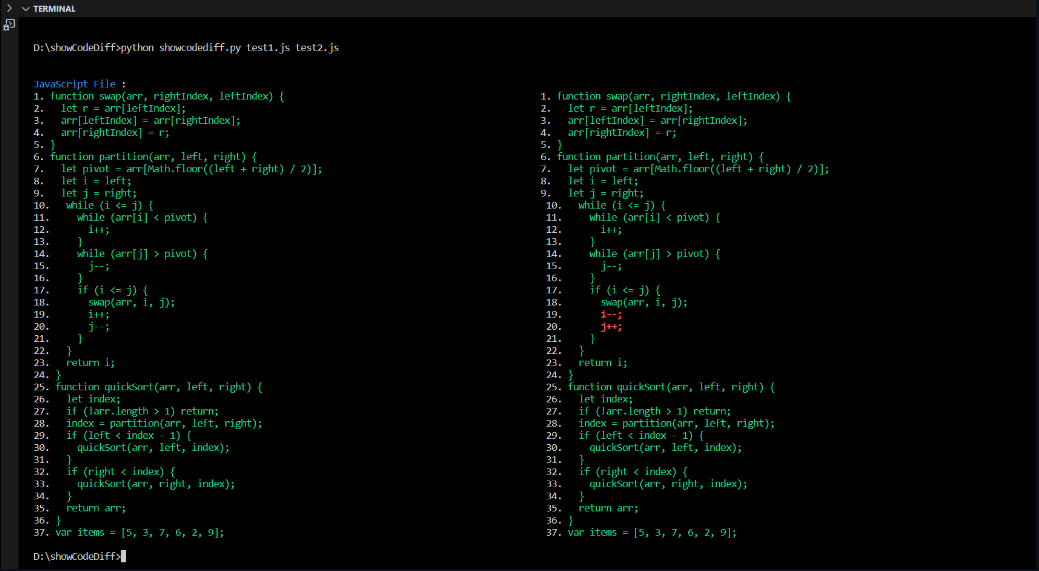 TERMINAL
D:\showCodeDiff>python showcodediff.py test1.js test2.js
JavaScript File :
1. function swap(arr, rightIndex, leftIndex) {
2.   let r = arr[leftIndex];
3.   arr[leftIndex] = arr[rightIndex];
4.   arr[rightIndex] = r;
5. }
6. function partition(arr, left, right) {
7.   let pivot = arr[Math.floor((left + right) / 2)];
8.   let i = left;
9.   let j = right;
10.   while (i <= j) {
11.     while (arr[i] < pivot) {
12.       i++;
13.     }
14.     while (arr[j] > pivot) {
15.       j--;
16.     }
17.     if (i <= j) {
18.       swap(arr, i, j);
19.       i++;
20.       j--;
21.     }
22.   }
23.   return i;
24. }
25. function quickSort(arr, left, right) {
26.   let index;
27.   if (!arr.length > 1) return;
28.   index = partition(arr, left, right);
29.   if (left < index - 1) {
30.     quickSort(arr, left, index);
31.   }
32.   if (right < index) {
33.     quickSort(arr, right, index);
34.   }
35.   return arr;
36. }
37. var items = [5, 3, 7, 6, 2, 9];
1. function swap(arr, rightIndex, leftIndex) {
2.   let r = arr[leftIndex];
3.   arr[leftIndex] = arr[rightIndex];
4.   arr[rightIndex] = r;
5. }
6. function partition(arr, left, right) {
7.   let pivot = arr[Math.floor((left + right) / 2)];
8.   let i = left;
9.   let j = right;
10.   while (i <= j) {
11.     while (arr[i] < pivot) {
12.       i++;
13.     }
14.     while (arr[j] > pivot) {
15.       j--;
16.     }
17.     if (i <= j) {
18.       swap(arr, i, j);
19.       i--;
20.       j++;
21.     }
22.   }
23.   return i;
24. }
25. function quickSort(arr, left, right) {
26.   let index;
27.   if (!arr.length > 1) return;
28.   index = partition(arr, left, right);
29.   if (left < index - 1) {
30.     quickSort(arr, left, index);
31.   }
32.   if (right < index) {
33.     quickSort(arr, right, index);
34.   }
35.   return arr;
36. }
37. var items = [5, 3, 7, 6, 2, 9];
D:\showCodeDiff>